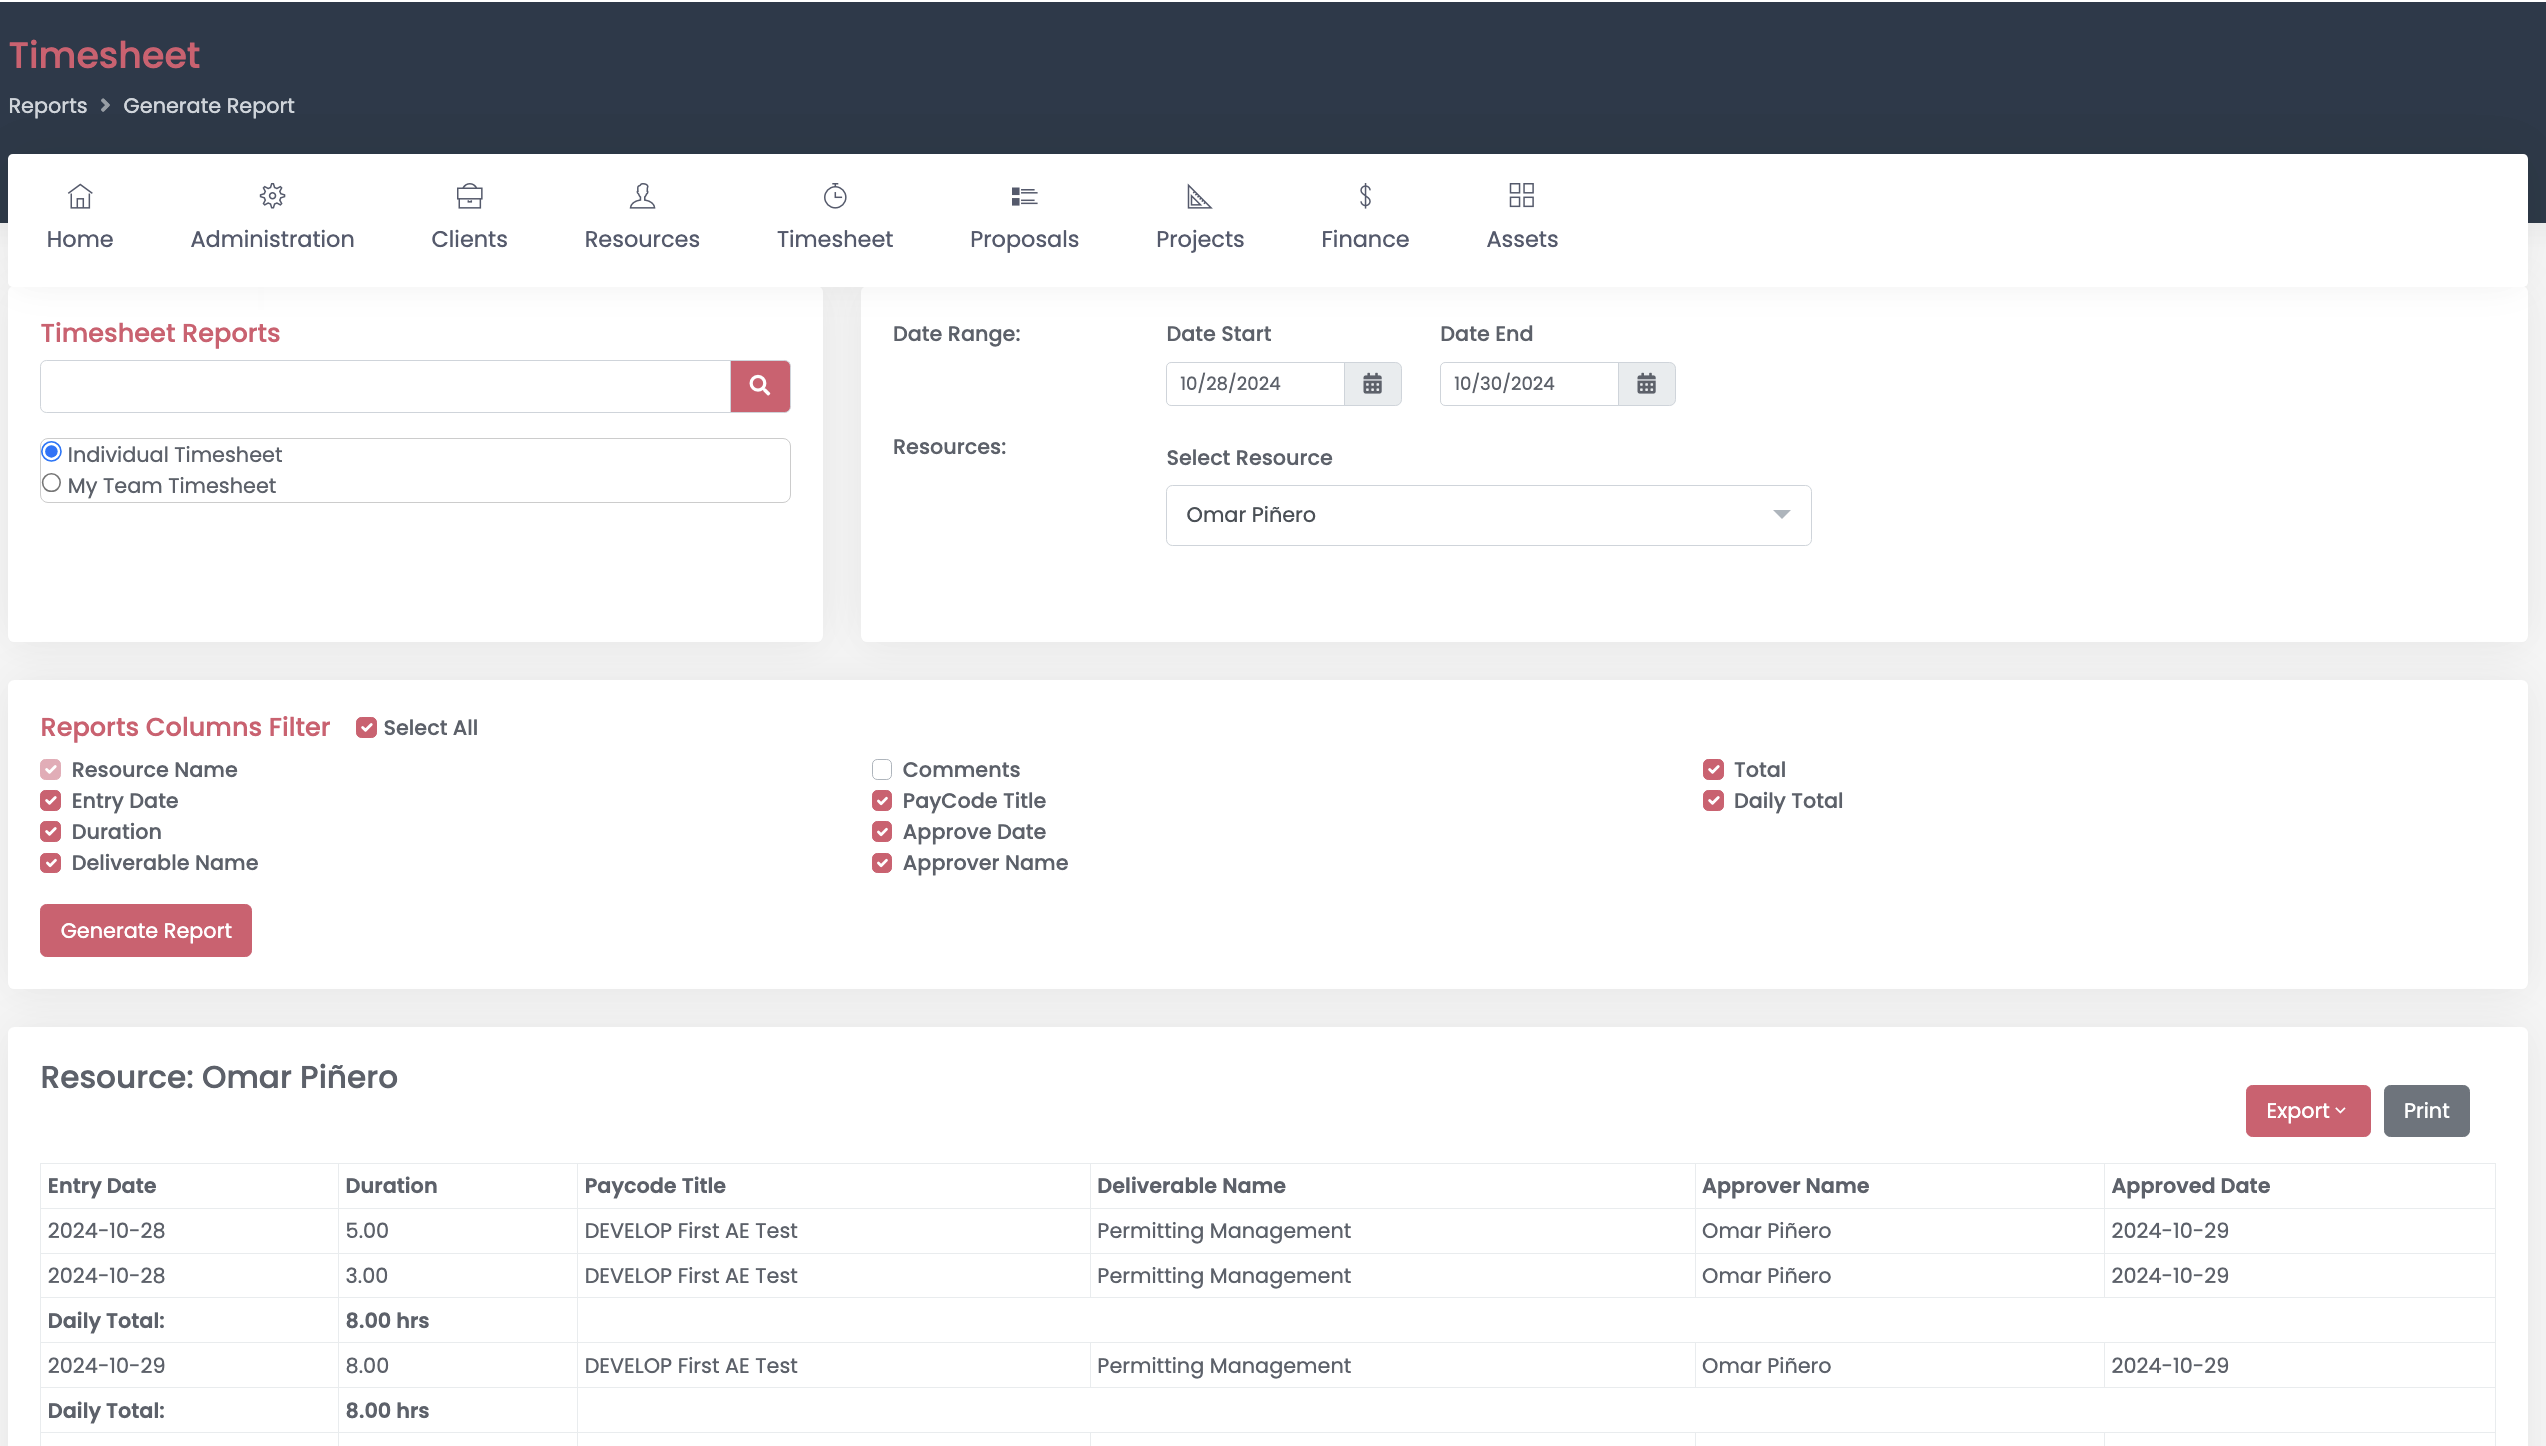 Timesheet
Reports > Generate Report
Home Administration Clients Resources Timesheet Proposals Projects Finance Assets
Timesheet Reports
Individual Timesheet
My Team Timesheet
Date Range: Date Start Date End
10/28/2024 10/30/2024
Resources: Select Resource
Omar Piñero
Reports Columns Filter Select All
Resource Name Comments Total
Entry Date PayCode Title Daily Total
Duration Approve Date
Deliverable Name Approver Name
Generate Report
Resource: Omar Piñero
Export Print
Entry Date Duration Paycode Title Deliverable Name Approver Name Approved Date
2024-10-28 5.00 DEVELOP First AE Test Permitting Management Omar Piñero 2024-10-29
2024-10-28 3.00 DEVELOP First AE Test Permitting Management Omar Piñero 2024-10-29
Daily Total: 8.00 hrs
2024-10-29 8.00 DEVELOP First AE Test Permitting Management Omar Piñero 2024-10-29
Daily Total: 8.00 hrs